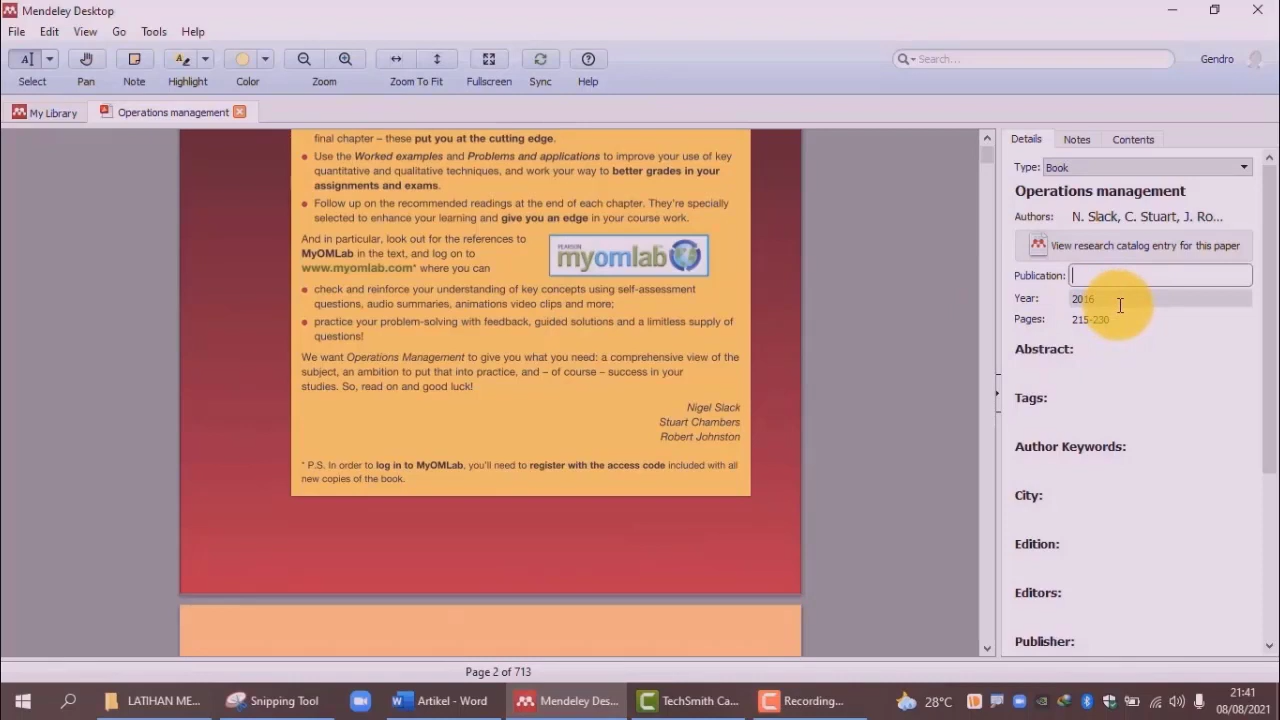 Mendeley Desktop
File Edit View Go Tools Help
Search...
Gendro
Select Pan Note Highlight Color Zoom Zoom To Fit Fullscreen Sync Help
My Library
Operations management
final chapter – these put you at the cutting edge.
• Use the Worked examples and Problems and applications to improve your use of key
quantitative and qualitative techniques, and work your way to better grades in your
assignments and exams.
• Follow up on the recommended readings at the end of each chapter. They're specially
selected to enhance your learning and give you an edge in your course work.
And in particular, look out for the references to
MyOMLab in the text, and log on to
www.myomlab.com* where you can
PEARSON
myomlab
• check and reinforce your understanding of key concepts using self-assessment
questions, audio summaries, animations video clips and more;
• practice your problem-solving with feedback, guided solutions and a limitless supply of
questions!
We want Operations Management to give you what you need: a comprehensive view of the
subject, an ambition to put that into practice, and – of course – success in your
studies. So, read on and good luck!
Nigel Slack
Stuart Chambers
Robert Johnston
* P.S. In order to log in to MyOMLab, you'll need to register with the access code included with all
new copies of the book.
Page 2 of 713
Details Notes Contents
Type: Book
Operations management
Authors: N. Slack, C. Stuart, J. Ro...
View research catalog entry for this paper
Publication:
Year: 2016
Pages: 215-230
Abstract:
Tags:
Author Keywords:
City:
Edition:
Editors:
Publisher:
LATIHAN ME...
Snipping Tool
Artikel - Word
Mendeley Des...
TechSmith Ca...
Recording...
28°C
21:41
08/08/2021